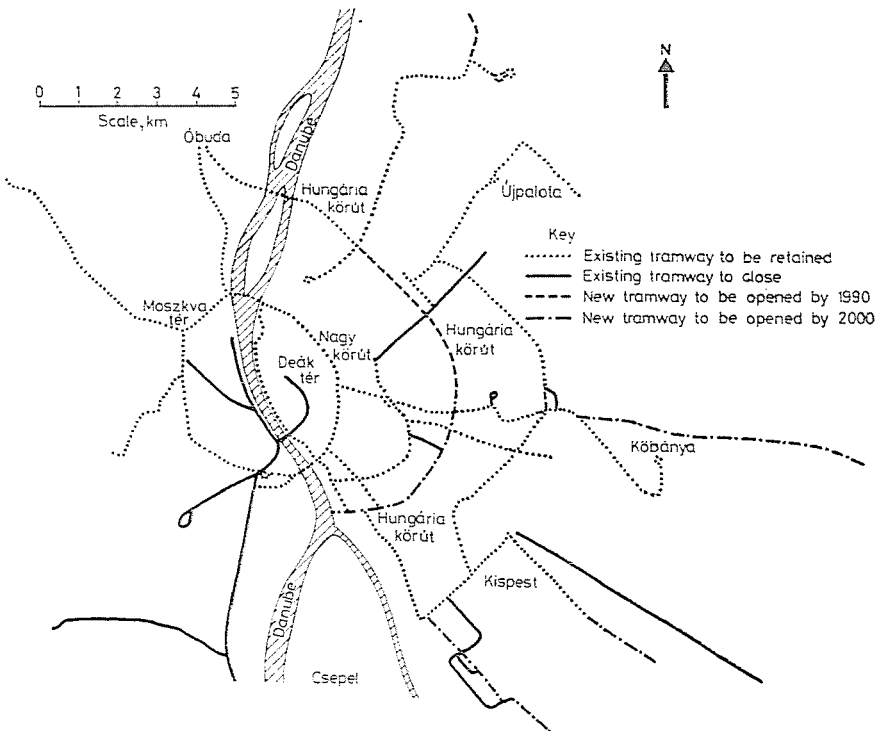 N
0 1 2 3 4 5
Scale, km
Óbuda
Danube
Hungária
körút
Újpalota
Key
Existing tramway to be retained
Existing tramway to close
New tramway to be opened by 1990
New tramway to be opened by 2000
Moszkva
tér
Nagy
körút
Hungária
körút
Deák
tér
Köbánya
Hungária
körút
Kispest
Danube
Csepel